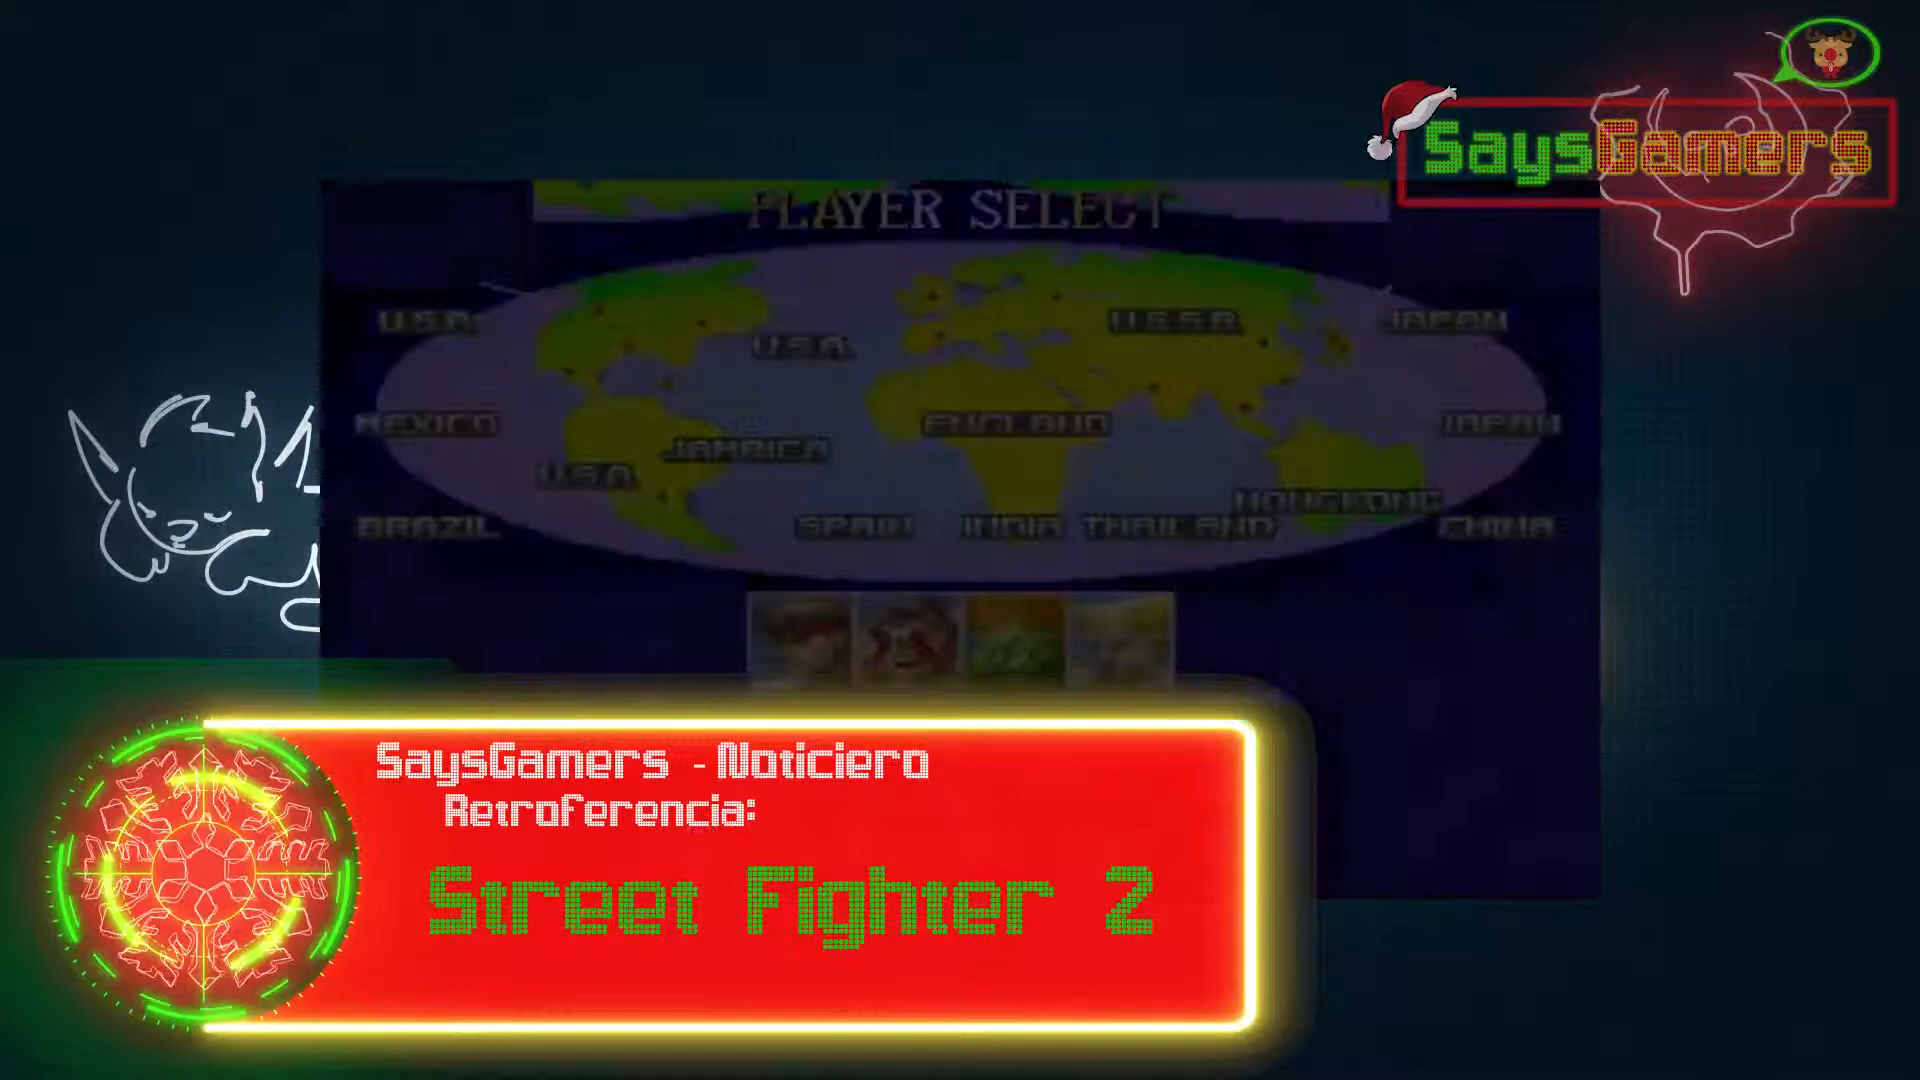 SaysGamers
PLAYER SELECT
U.S.A.
U.S.A.
U.S.S.R.
JAPAN
MEXICO
ENGLAND
JAPAN
JAMAICA
U.S.A.
HONGKONG
BRAZIL
SPAIN
INDIA
THAILAND
CHINA
SaysGamers - Noticiero
Retroferencia:
Street Fighter 2